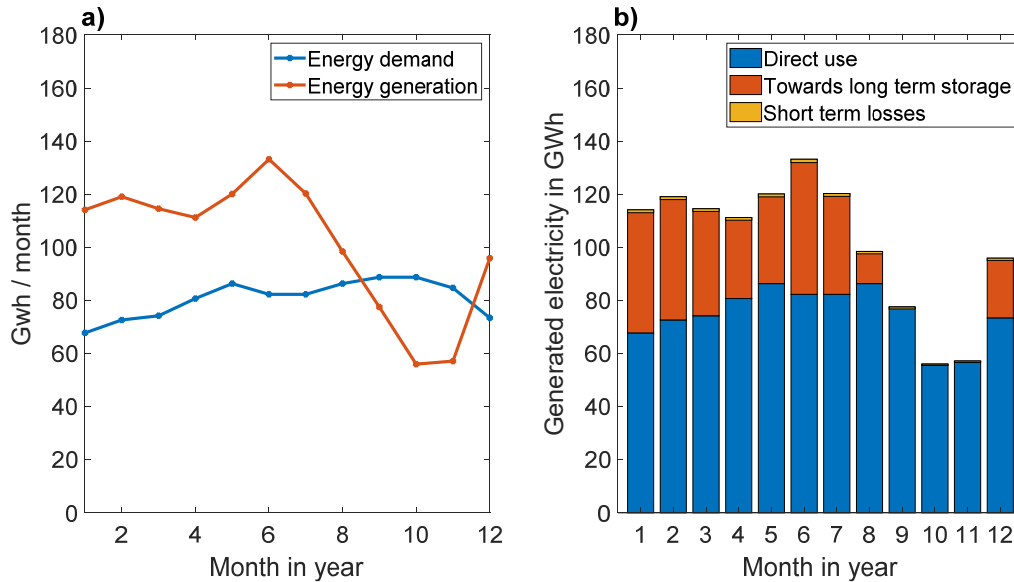 a)
Gwh / month
180
160
140
120
100
80
60
40
20
0
Energy demand
Energy generation
2 4 6 8 10 12
Month in year
b)
Generated electricity in GWh
180
160
140
120
100
80
60
40
20
0
Direct use
Towards long term storage
Short term losses
1 2 3 4 5 6 7 8 9 10 11 12
Month in year